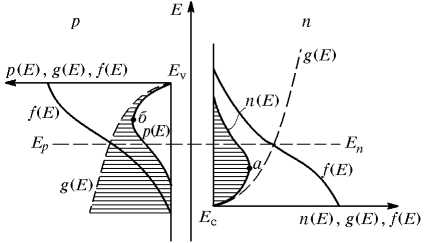 p
E
n
p(E), g(E), f(E)
E_v
g(E)
n(E)
f(E)
б
p(E)
E_p
E_n
a
g(E)
f(E)
E_c
n(E), g(E), f(E)